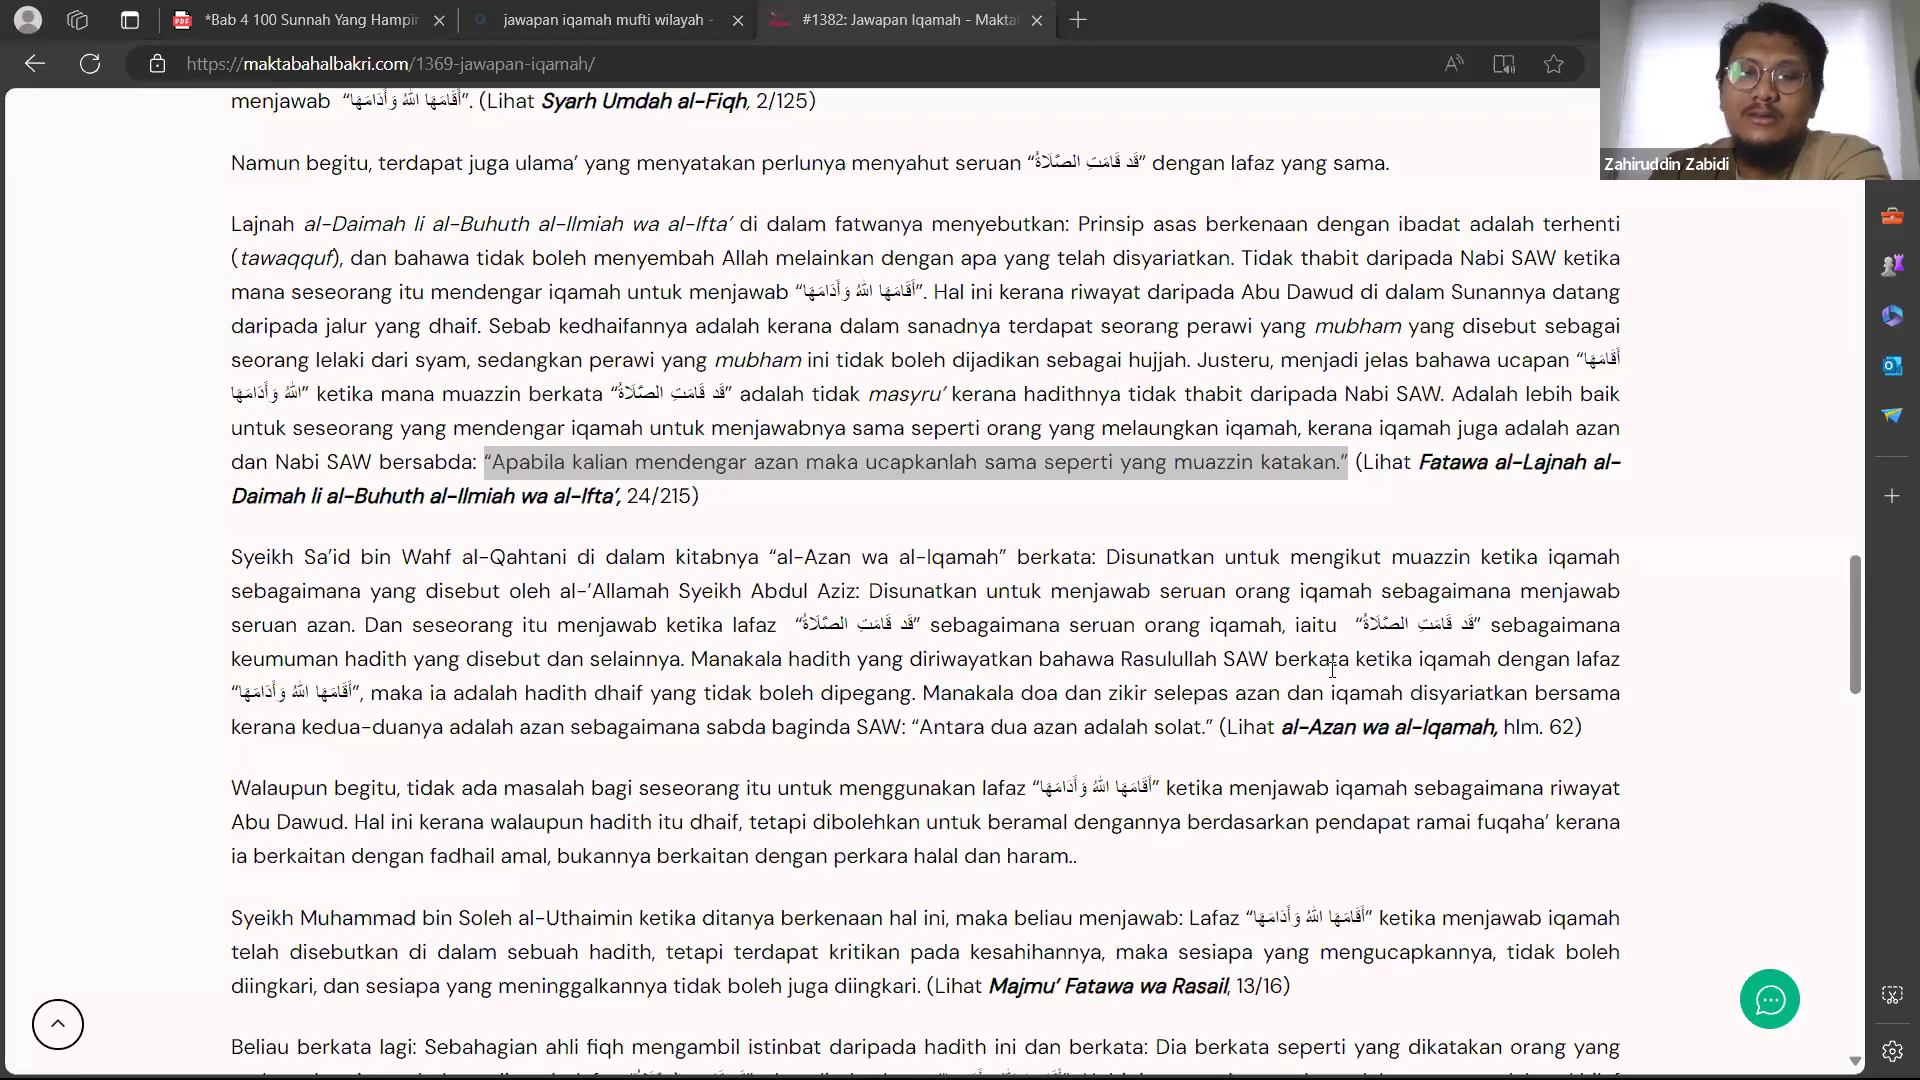 *Bab 4 100 Sunnah Yang Hampir
jawapan iqamah mufti wilayah -
#1382: Jawapan Iqamah - Makta
https://maktabahalbakri.com/1369-jawapan-iqamah/
Zahiruddin Zabidi
menjawab “أَقَامَهَا اللهُ وَأَدَامَهَا”. (Lihat Syarh Umdah al-Fiqh, 2/125)
Namun begitu, terdapat juga ulama’ yang menyatakan perlunya menyahut seruan “قَد قَامَتِ الصَّلَاةُ” dengan lafaz yang sama.
Lajnah al-Daimah li al-Buhuth al-Ilmiah wa al-Ifta’ di dalam fatwanya menyebutkan: Prinsip asas berkenaan dengan ibadat adalah terhenti
(tawaqquf), dan bahawa tidak boleh menyembah Allah melainkan dengan apa yang telah disyariatkan. Tidak thabit daripada Nabi SAW ketika
mana seseorang itu mendengar iqamah untuk menjawab “أَقَامَهَا اللهُ وَأَدَامَهَا”. Hal ini kerana riwayat daripada Abu Dawud di dalam Sunannya datang
daripada jalur yang dhaif. Sebab kedhaifannya adalah kerana dalam sanadnya terdapat seorang perawi yang mubham yang disebut sebagai
seorang lelaki dari syam, sedangkan perawi yang mubham ini tidak boleh dijadikan sebagai hujjah. Justeru, menjadi jelas bahawa ucapan “أَقَامَهَا
اللهُ وَأَدَامَهَا” ketika mana muazzin berkata “قَد قَامَتِ الصَّلَاةُ” adalah tidak masyru’ kerana hadithnya tidak thabit daripada Nabi SAW. Adalah lebih baik
untuk seseorang yang mendengar iqamah untuk menjawabnya sama seperti orang yang melaungkan iqamah, kerana iqamah juga adalah azan
dan Nabi SAW bersabda: “Apabila kalian mendengar azan maka ucapkanlah sama seperti yang muazzin katakan.” (Lihat Fatawa al-Lajnah al-
Daimah li al-Buhuth al-Ilmiah wa al-Ifta’, 24/215)
Syeikh Sa’id bin Wahf al-Qahtani di dalam kitabnya “al-Azan wa al-Iqamah” berkata: Disunatkan untuk mengikut muazzin ketika iqamah
sebagaimana yang disebut oleh al-’Allamah Syeikh Abdul Aziz: Disunatkan untuk menjawab seruan orang iqamah sebagaimana menjawab
seruan azan. Dan seseorang itu menjawab ketika lafaz “قَد قَامَتِ الصَّلَاةُ” sebagaimana seruan orang iqamah, iaitu “قَد قَامَتِ الصَّلَاةُ” sebagaimana
keumuman hadith yang disebut dan selainnya. Manakala hadith yang diriwayatkan bahawa Rasulullah SAW berkata ketika iqamah dengan lafaz
“أَقَامَهَا اللهُ وَأَدَامَهَا”, maka ia adalah hadith dhaif yang tidak boleh dipegang. Manakala doa dan zikir selepas azan dan iqamah disyariatkan bersama
kerana kedua-duanya adalah azan sebagaimana sabda baginda SAW: “Antara dua azan adalah solat.” (Lihat al-Azan wa al-Iqamah, hlm. 62)
Walaupun begitu, tidak ada masalah bagi seseorang itu untuk menggunakan lafaz “أَقَامَهَا اللهُ وَأَدَامَهَا” ketika menjawab iqamah sebagaimana riwayat
Abu Dawud. Hal ini kerana walaupun hadith itu dhaif, tetapi dibolehkan untuk beramal dengannya berdasarkan pendapat ramai fuqaha’ kerana
ia berkaitan dengan fadhail amal, bukannya berkaitan dengan perkara halal dan haram..
Syeikh Muhammad bin Soleh al-Uthaimin ketika ditanya berkenaan hal ini, maka beliau menjawab: Lafaz “أَقَامَهَا اللهُ وَأَدَامَهَا” ketika menjawab iqamah
telah disebutkan di dalam sebuah hadith, tetapi terdapat kritikan pada kesahihannya, maka sesiapa yang mengucapkannya, tidak boleh
diingkari, dan sesiapa yang meninggalkannya tidak boleh juga diingkari. (Lihat Majmu’ Fatawa wa Rasail, 13/16)
Beliau berkata lagi: Sebahagian ahli fiqh mengambil istinbat daripada hadith ini dan berkata: Dia berkata seperti yang dikatakan orang yang